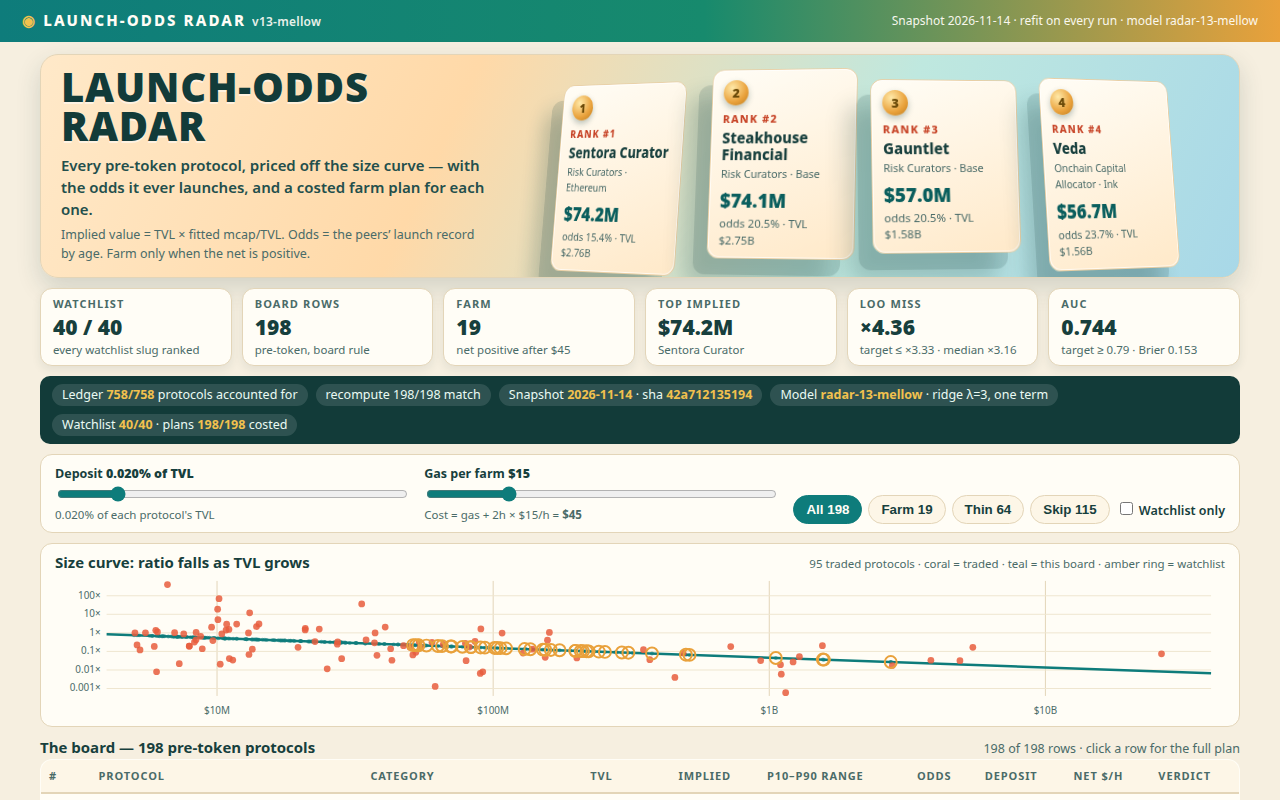 ◉ LAUNCH-ODDS RADAR v13-mellow
Snapshot 2026-11-14 · refit on every run · model radar-13-mellow
LAUNCH-ODDS
RADAR
Every pre-token protocol, priced off the size curve — with
the odds it ever launches, and a costed farm plan for each
one.
Implied value = TVL × fitted mcap/TVL. Odds = the peers’ launch record
by age. Farm only when the net is positive.
1
RANK #1
Sentora Curator
Risk Curators ·
Ethereum
$74.2M
odds 15.4% · TVL
$2.76B
2
RANK #2
Steakhouse
Financial
Risk Curators · Base
$74.1M
odds 20.5% · TVL
$2.75B
3
RANK #3
Gauntlet
Risk Curators · Base
$57.0M
odds 20.5% · TVL
$1.58B
4
RANK #4
Veda
Onchain Capital
Allocator · Ink
$56.7M
odds 23.7% · TVL
$1.56B
WATCHLIST
40 / 40
every watchlist slug ranked
BOARD ROWS
198
pre-token, board rule
FARM
19
net positive after $45
TOP IMPLIED
$74.2M
Sentora Curator
LOO MISS
×4.36
target ≤ ×3.33 · median ×3.16
AUC
0.744
target ≥ 0.79 · Brier 0.153
Ledger 758/758 protocols accounted for
recompute 198/198 match
Snapshot 2026-11-14 · sha 42a712135194
Model radar-13-mellow · ridge λ=3, one term
Watchlist 40/40 · plans 198/198 costed
Deposit 0.020% of TVL
0.020% of each protocol's TVL
Gas per farm $15
Cost = gas + 2h × $15/h = $45
All 198
Farm 19
Thin 64
Skip 115
Watchlist only
Size curve: ratio falls as TVL grows
95 traded protocols · coral = traded · teal = this board · amber ring = watchlist
100×
10×
1×
0.1×
0.01×
0.001×
$10M
$100M
$1B
$10B
The board — 198 pre-token protocols
198 of 198 rows · click a row for the full plan
# PROTOCOL CATEGORY TVL IMPLIED P10–P90 RANGE ODDS DEPOSIT NET $/H VERDICT